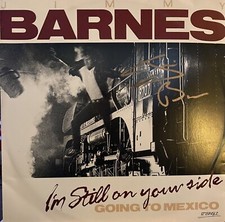 JIMMY
BARNES
I'm Still on your side
GOING TO MEXICO